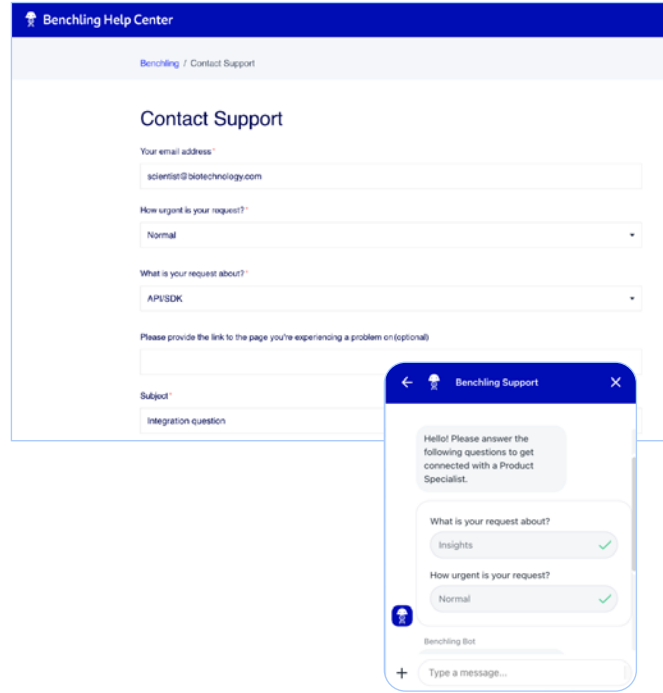 Benchling Help Center
Benchling / Contact Support
Contact Support
Your email address*
scientist@biotechnology.com
How urgent is your request?*
Normal
What is your request about?*
API/SDK
Please provide the link to the page you're experiencing a problem on(optional)
Subject*
Integration question
Benchling Support
Hello! Please answer the
following questions to get
connected with a Product
Specialist.
What is your request about?
Insights
How urgent is your request?
Normal
Benchling Bot
Type a message...